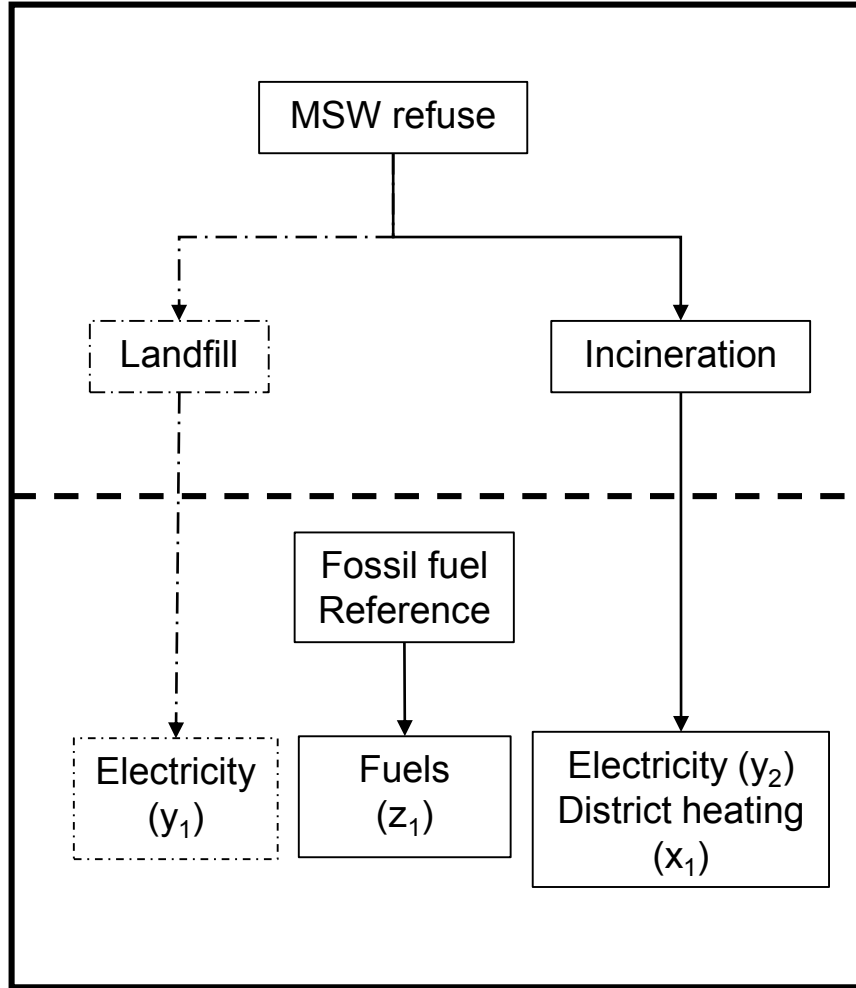 MSW refuse
Landfill
Incineration
Fossil fuel
Reference
Electricity
(y₁)
Fuels
(z₁)
Electricity (y₂)
District heating
(x₁)